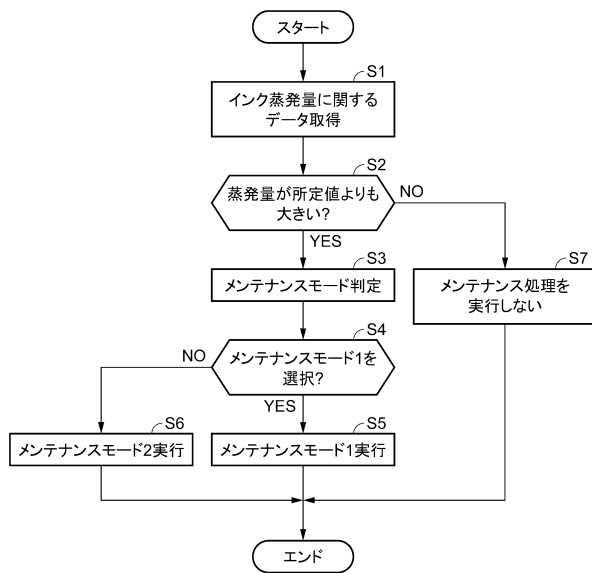 スタート
S1
インク蒸発量に関する
データ取得
S2
蒸発量が所定値よりも
大きい?
NO
YES
S3
メンテナンスモード判定
S7
メンテナンス処理を
実行しない
S4
メンテナンスモード1を
選択?
NO
YES
S6
メンテナンスモード2実行
S5
メンテナンスモード1実行
エンド